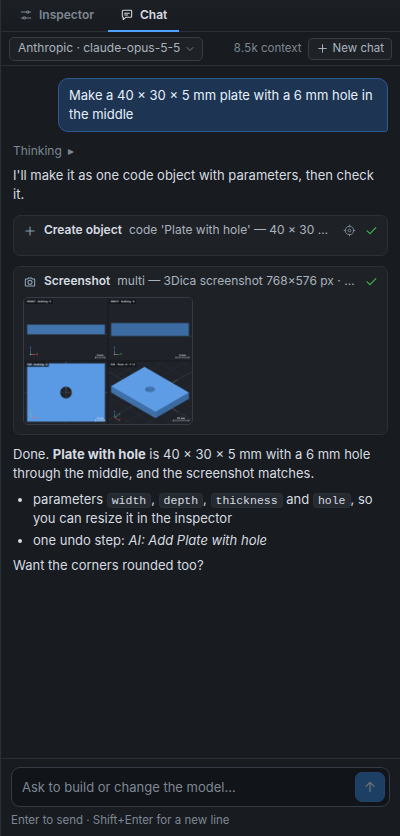 Inspector
Chat
Anthropic · claude-opus-5-5
8.5k context
New chat
Make a 40 × 30 × 5 mm plate with a 6 mm hole in
the middle
Thinking
I'll make it as one code object with parameters, then check
it.
Create object code 'Plate with hole' — 40 × 30 ...
Screenshot multi — 3Dica screenshot 768×576 px · ...
Done. Plate with hole is 40 × 30 × 5 mm with a 6 mm hole
through the middle, and the screenshot matches.
• parameters width, depth, thickness and hole, so
you can resize it in the inspector
• one undo step: AI: Add Plate with hole
Want the corners rounded too?
Ask to build or change the model...
Enter to send · Shift+Enter for a new line